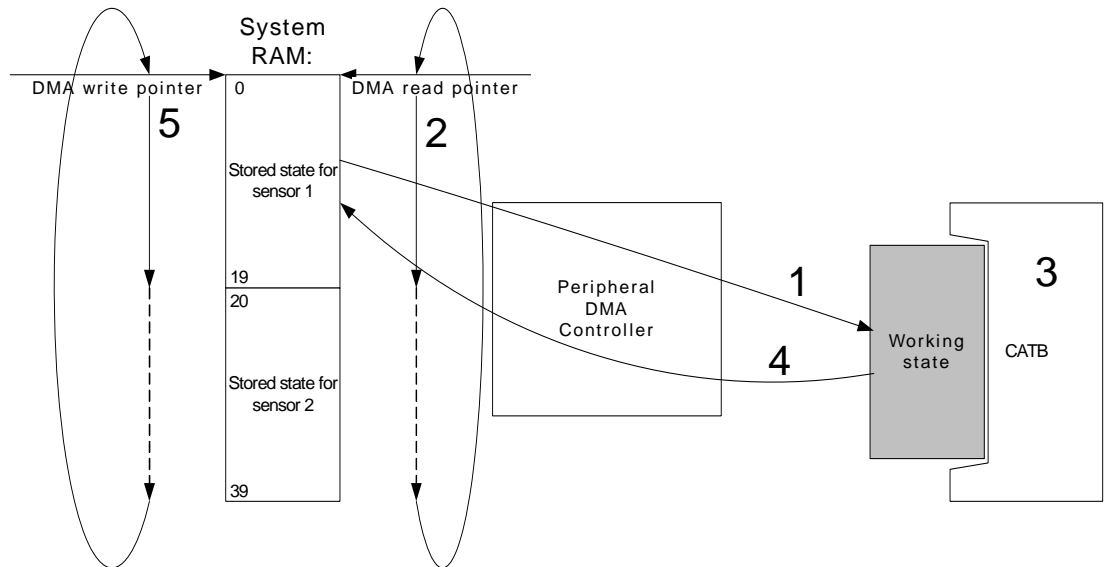 System
RAM:
DMA write pointer
0
DMA read pointer
5
2
Stored state for
sensor 1
19
20
Stored state for
sensor 2
39
Peripheral
DMA
Controller
1
4
Working
state
3
CATB